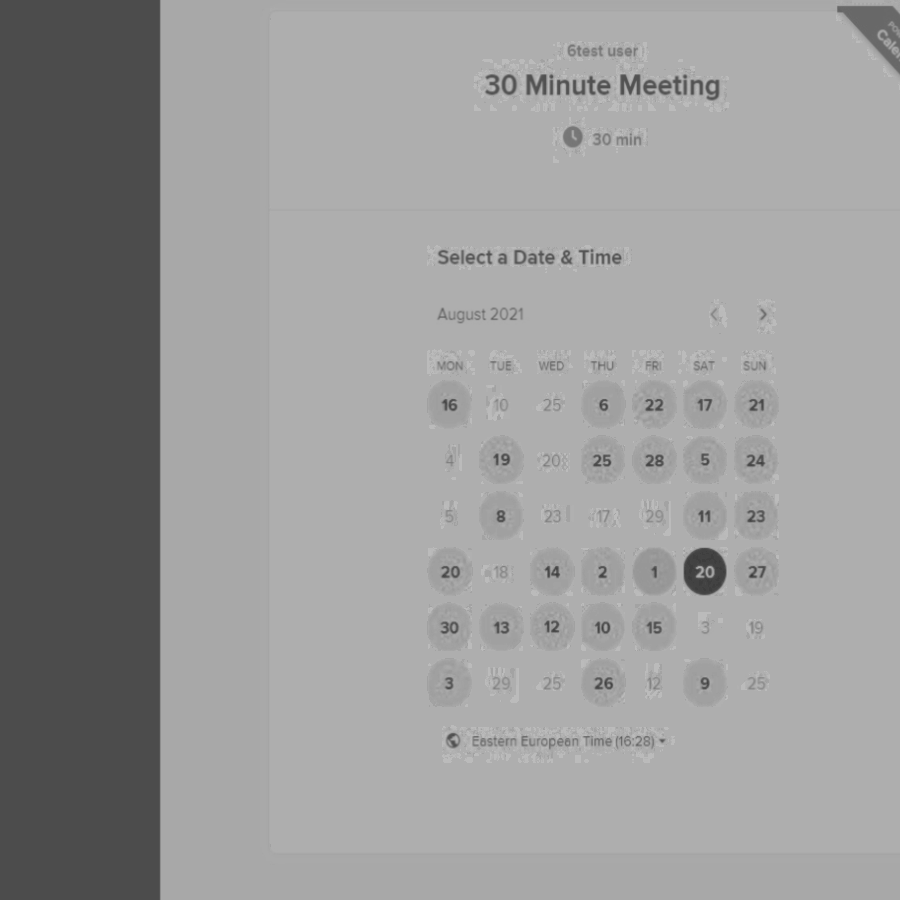 6test user
30 Minute Meeting
30 min
Select a Date & Time
August 2021
MON TUE WED THU FRI SAT SUN
16 10 25 6 22 17 21
4 19 20 25 28 5 24
5 8 23 17 29 11 23
20 18 14 2 1 20 27
30 13 12 10 15 3 19
3 29 25 26 12 9 25
Eastern European Time (16:28)